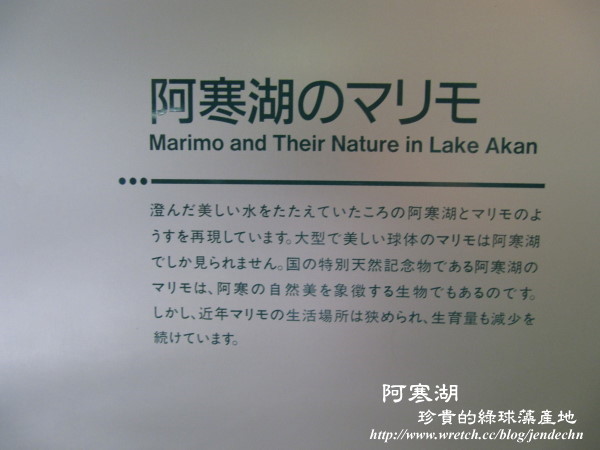 阿寒湖のマリモ
Marimo and Their Nature in Lake Akan
澄んだ美しい水をたたえていたころの阿寒湖とマリモのよ
うすを再現しています。大型で美しい球体のマリモは阿寒湖
でしか見られません。国の特別天然記念物である阿寒湖の
マリモは、阿寒の自然美を象徴する生物でもあるのです。
しかし、近年マリモの生活場所は狭められ、生育量も減少を
続けています。
阿寒湖
珍貴的綠球藻產地
http://www.wretch.cc/blog/jendechn